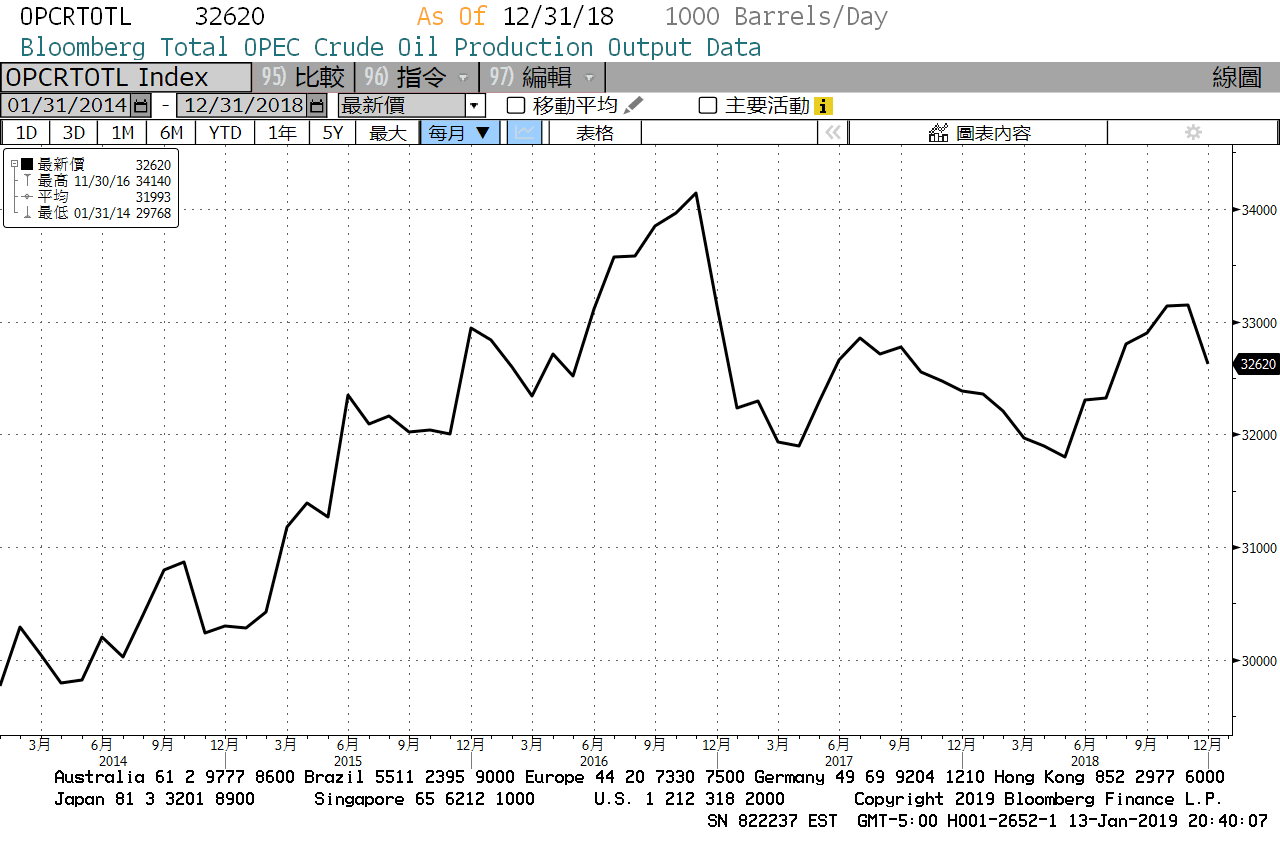 OPCRTOTL 32620 As Of 12/31/18 1000 Barrels/Day
Bloomberg Total OPEC Crude Oil Production Output Data
OPCRTOTL Index 95) 比較 96) 指令 97) 編輯 線圖
01/31/2014 - 12/31/2018 最新價 移動平均 主要活動 i
1D 3D 1M 6M YTD 1年 5Y 最大 每月 ▼ 表格 « 圖表內容
最新價 32620
最高 11/30/16 34140
平均 31993
最低 01/31/14 29768
34000
33000
32620
32000
31000
30000
3月 6月 9月 12月 3月 6月 9月 12月 3月 6月 9月 12月 3月 6月 9月 12月 3月 6月 9月 12月
2014 2015 2016 2017 2018
Australia 61 2 9777 8600 Brazil 5511 2395 9000 Europe 44 20 7330 7500 Germany 49 69 9204 1210 Hong Kong 852 2977 6000
Japan 81 3 3201 8900 Singapore 65 6212 1000 U.S. 1 212 318 2000 Copyright 2019 Bloomberg Finance L.P.
SN 822237 EST GMT-5:00 H001-2652-1 13-Jan-2019 20:40:07